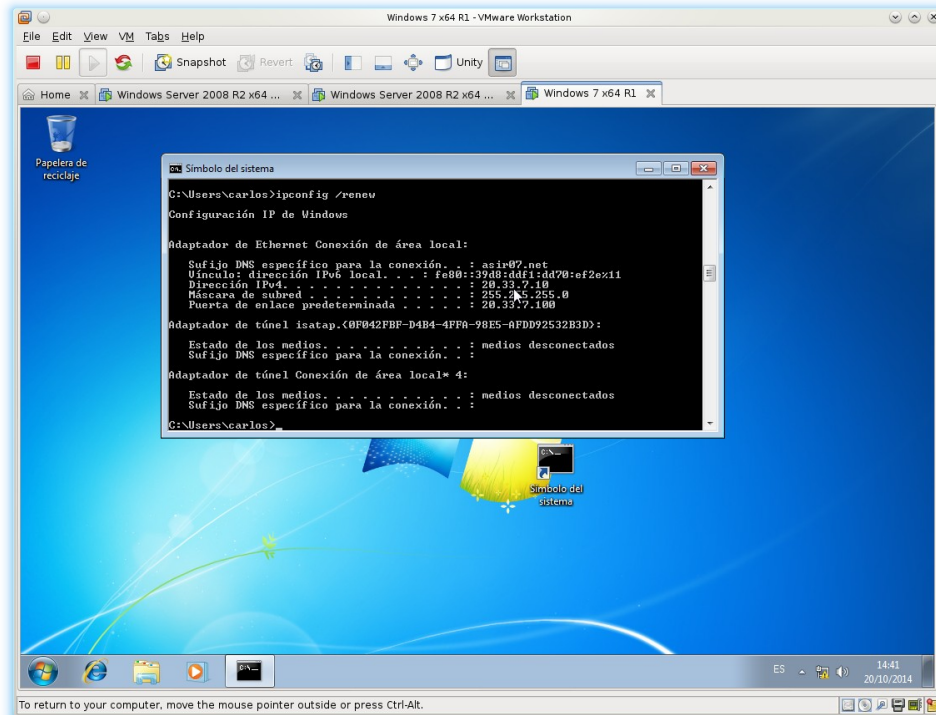 Windows 7 x64 R1 - VMware Workstation
File Edit View VM Tabs Help
Snapshot Revert Unity
Home Windows Server 2008 R2 x64 ... Windows Server 2008 R2 x64 ... Windows 7 x64 R1
Papelera de
reciclaje
Símbolo del sistema
C:\Users\carlos>ipconfig /renew
Configuración IP de Windows
Adaptador de Ethernet Conexión de área local:
Sufijo DNS específico para la conexión. . : asir07.net
Vínculo: dirección IPv6 local. . . : fe80::39d8:ddf1:dd70:ef2e%11
Dirección IPv4. . . . . . . . . . . . . . : 20.33.7.10
Máscara de subred . . . . . . . . . . . . : 255.255.255.0
Puerta de enlace predeterminada . . . . . : 20.33.7.100
Adaptador de túnel isatap.{0F042FBF-D4B4-4FFA-98E5-AFDD92532B3D}:
Estado de los medios. . . . . . . . . . . : medios desconectados
Sufijo DNS específico para la conexión. . :
Adaptador de túnel Conexión de área local* 4:
Estado de los medios. . . . . . . . . . . : medios desconectados
Sufijo DNS específico para la conexión. . :
C:\Users\carlos>_
C:\_
Símbolo del
sistema
C:\_
ES
14:41
20/10/2014
To return to your computer, move the mouse pointer outside or press Ctrl-Alt.